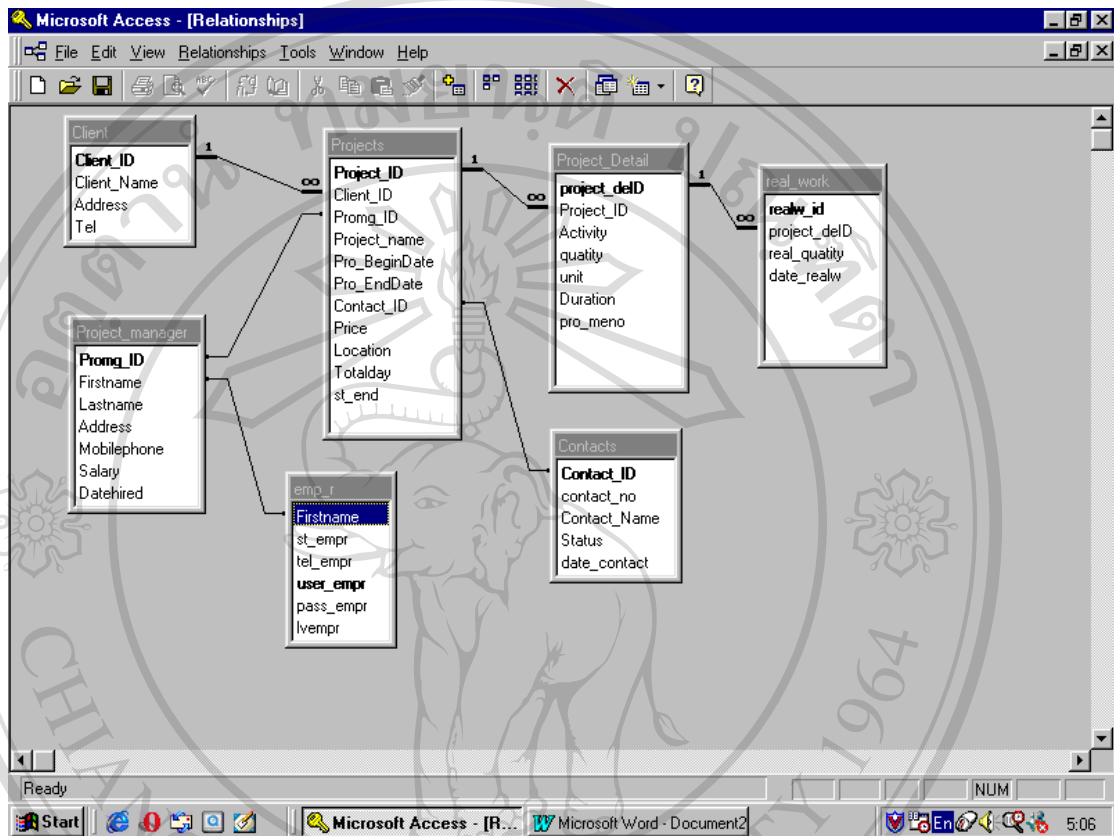 Microsoft Access - [Relationships]
File Edit View Relationships Tools Window Help
Client
Client_ID
Client_Name
Address
Tel
1
∞
Projects
Project_ID
Client_ID
Promg_ID
Project_name
Pro_BeginDate
Pro_EndDate
Contact_ID
Price
Location
Totalday
st_end
1
∞
Project_Detail
project_deID
Project_ID
Activity
quatity
unit
Duration
pro_meno
1
∞
real_work
realw_id
project_deID
real_quatity
date_realw
Project_manager
Promg_ID
Firstname
Lastname
Address
Mobilephone
Salary
Datehired
emp_r
Firstname
st_empr
tel_empr
user_empr
pass_empr
lvempr
Contacts
Contact_ID
contact_no
Contact_Name
Status
date_contact
Ready
NUM
Start
Microsoft Access - [R...
Microsoft Word - Document2
En
5:06
1964